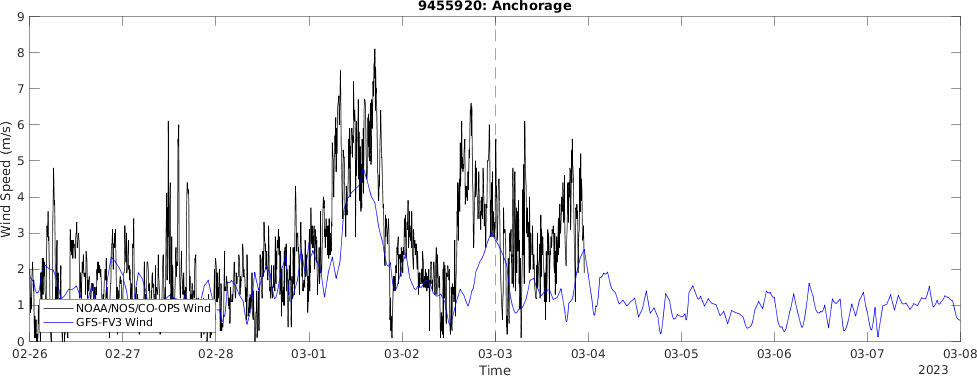 9455920: Anchorage
9
8
7
6
5
4
3
2
1
0
Wind Speed (m/s)
NOAA/NOS/CO-OPS Wind
GFS-FV3 Wind
02-26 02-27 02-28 03-01 03-02 03-03 03-04 03-05 03-06 03-07 03-08
Time
2023